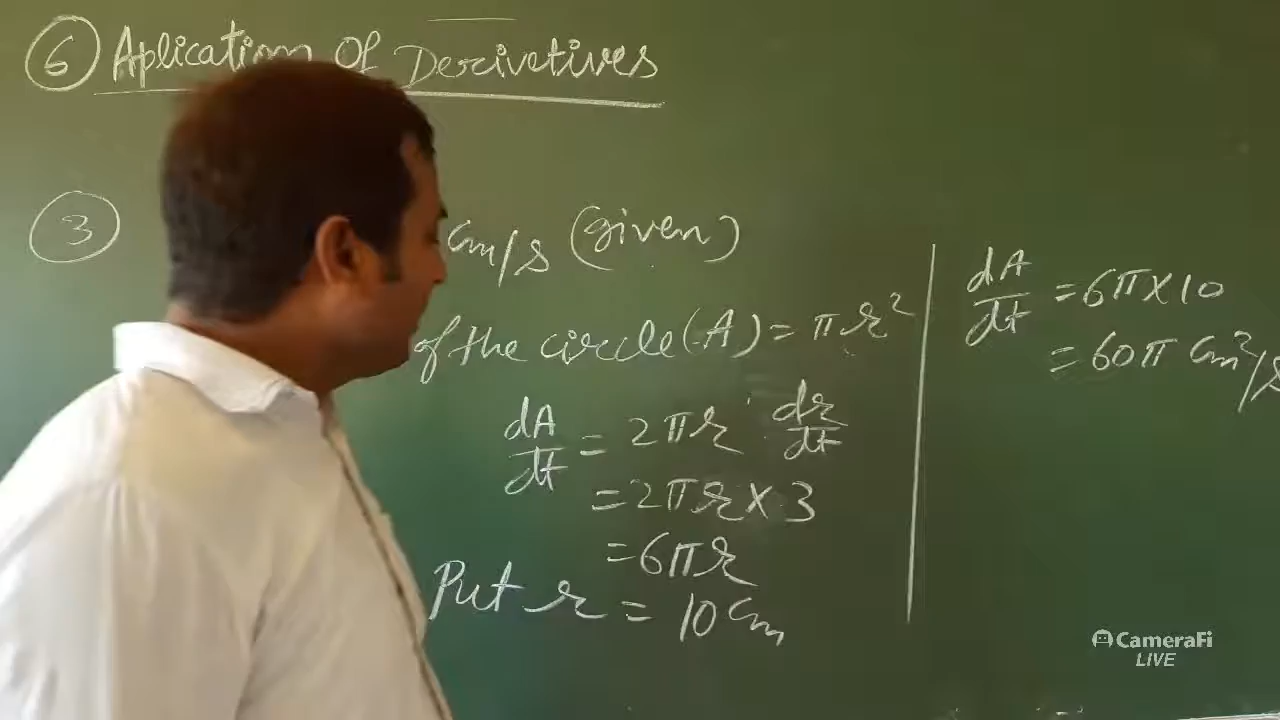 6 Aplication Of Derivetives
3
cm/s (given)
of the circle (A) = πr²
dA/dt = 2πr · dr/dt
= 2πr × 3
= 6πr
Put r = 10 cm
dA/dt = 6π×10
= 60π cm²/s
CameraFi
LIVE